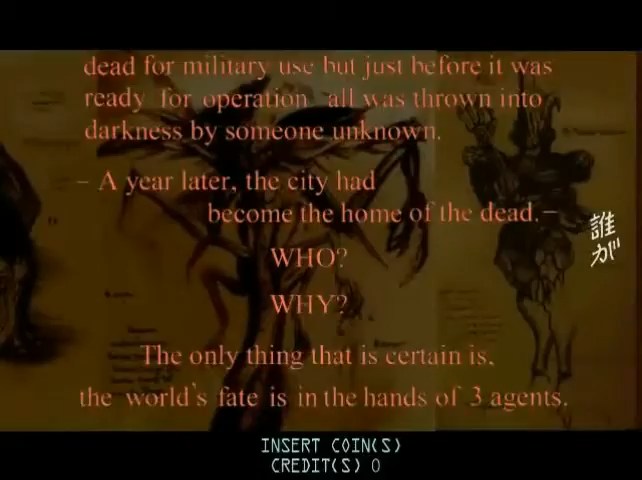 dead for military use but just before it was
ready for operation all was thrown into
darkness by someone unknown.
– A year later, the city had
become the home of the dead.–
WHO?
WHY?
The only thing that is certain is,
the world's fate is in the hands of 3 agents.
誰が
INSERT COIN(S)
CREDIT(S) 0